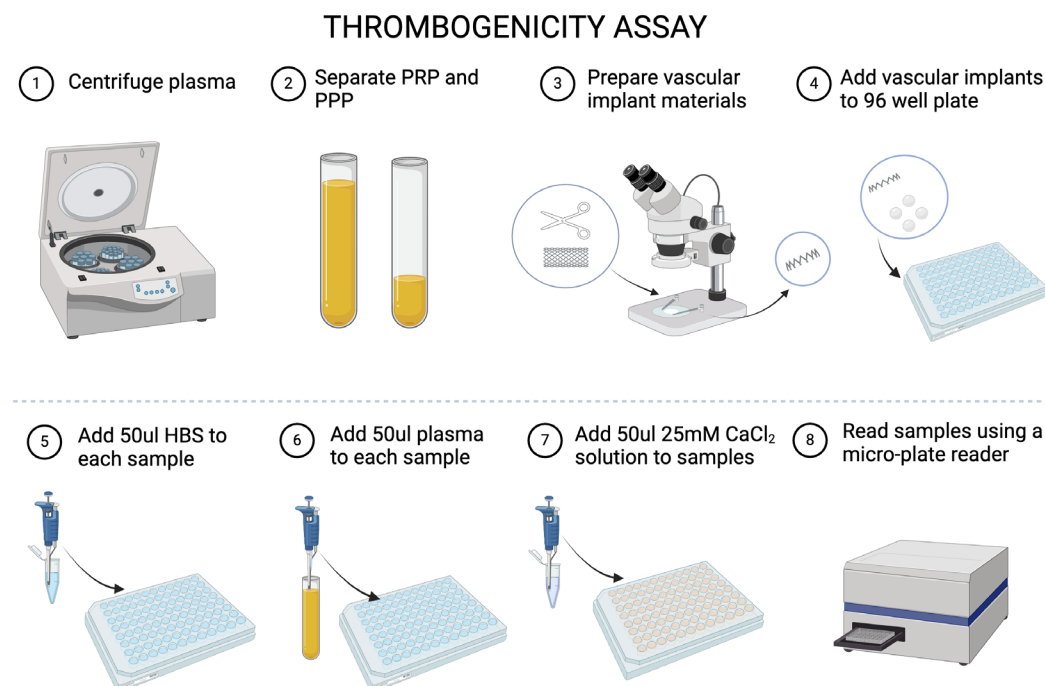 THROMBOGENICITY ASSAY
1 Centrifuge plasma
2 Separate PRP and
PPP
3 Prepare vascular
implant materials
4 Add vascular implants
to 96 well plate
5 Add 50ul HBS to
each sample
6 Add 50ul plasma
to each sample
7 Add 50ul 25mM CaCl₂
solution to samples
8 Read samples using a
micro-plate reader